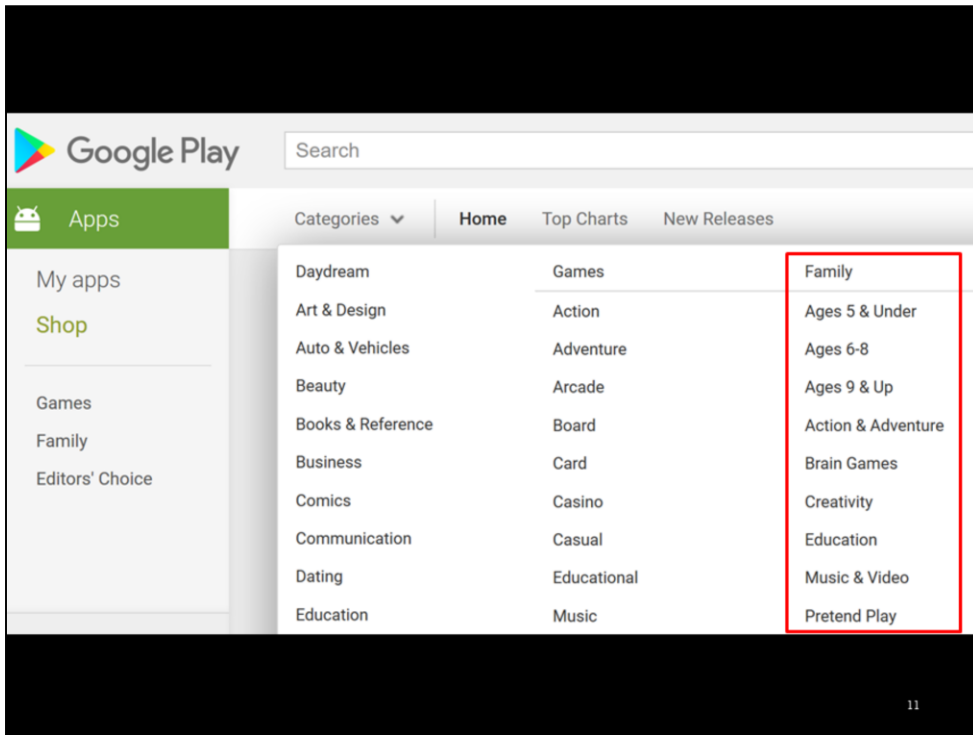 Google Play
Search
Apps
Categories
Home
Top Charts
New Releases
My apps
Shop
Games
Family
Editors' Choice
Daydream
Art & Design
Auto & Vehicles
Beauty
Books & Reference
Business
Comics
Communication
Dating
Education
Games
Action
Adventure
Arcade
Board
Card
Casino
Casual
Educational
Music
Family
Ages 5 & Under
Ages 6-8
Ages 9 & Up
Action & Adventure
Brain Games
Creativity
Education
Music & Video
Pretend Play
11